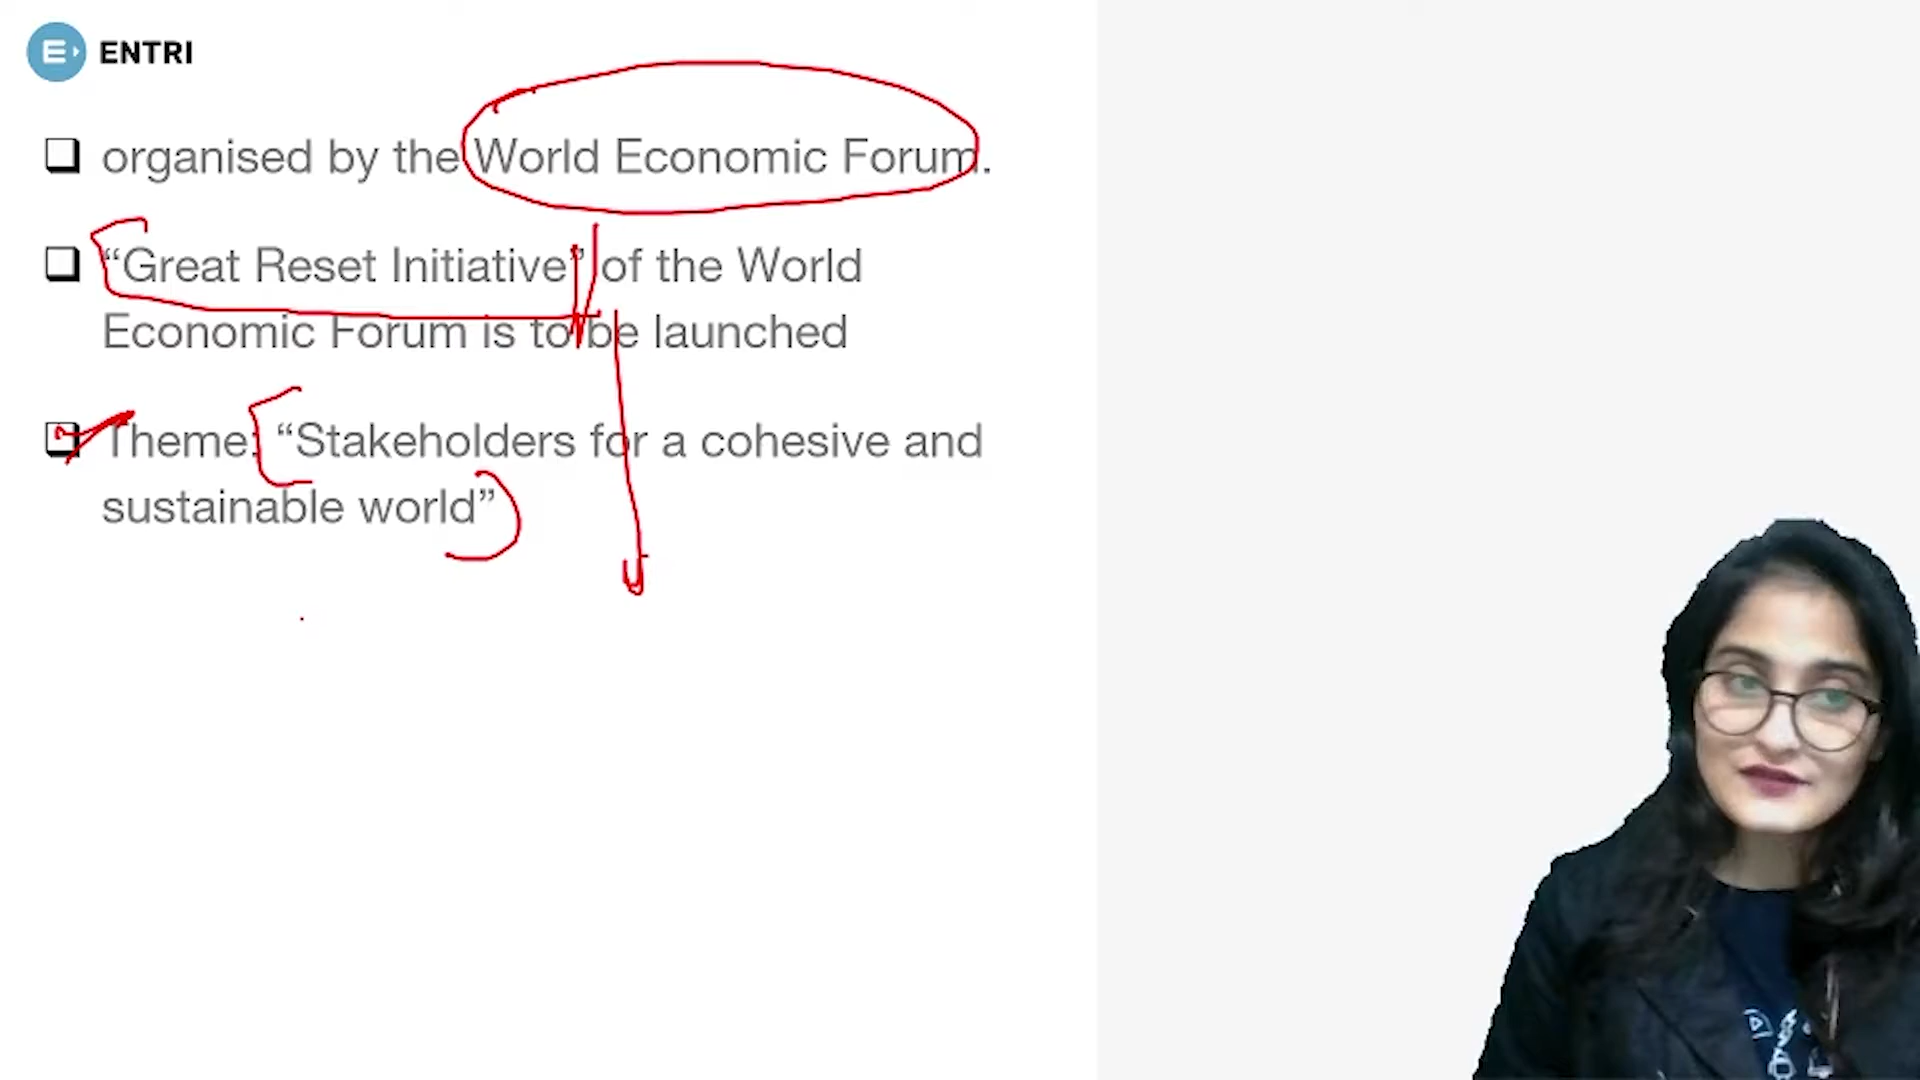 ENTRI
organised by the World Economic Forum.
“Great Reset Initiative” of the World
Economic Forum is to be launched
Theme: “Stakeholders for a cohesive and
sustainable world”